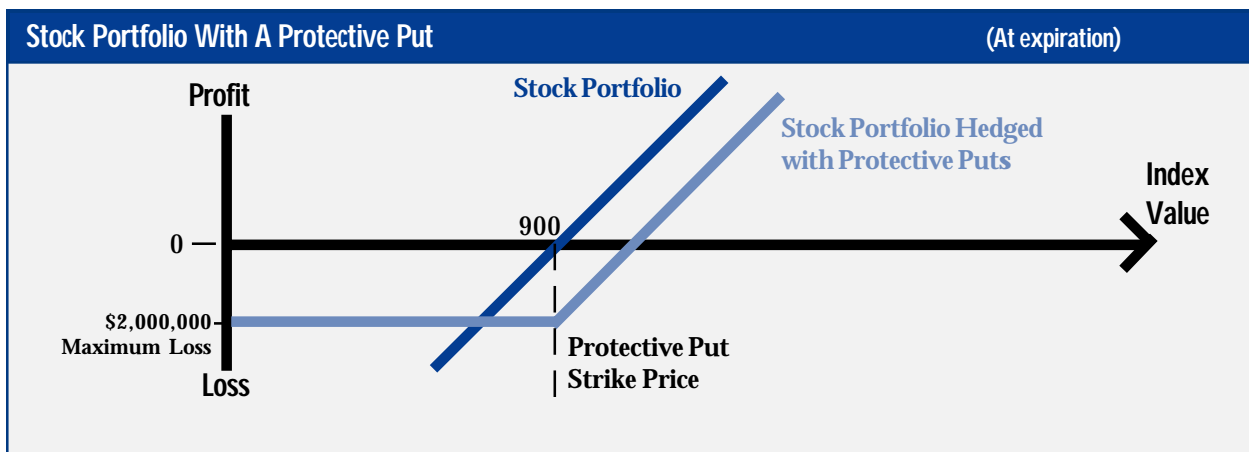 Stock Portfolio With A Protective Put
(At expiration)
Profit
Stock Portfolio
Stock Portfolio Hedged
with Protective Puts
Index
Value
900
0
$2,000,000
Maximum Loss
Protective Put
Strike Price
Loss